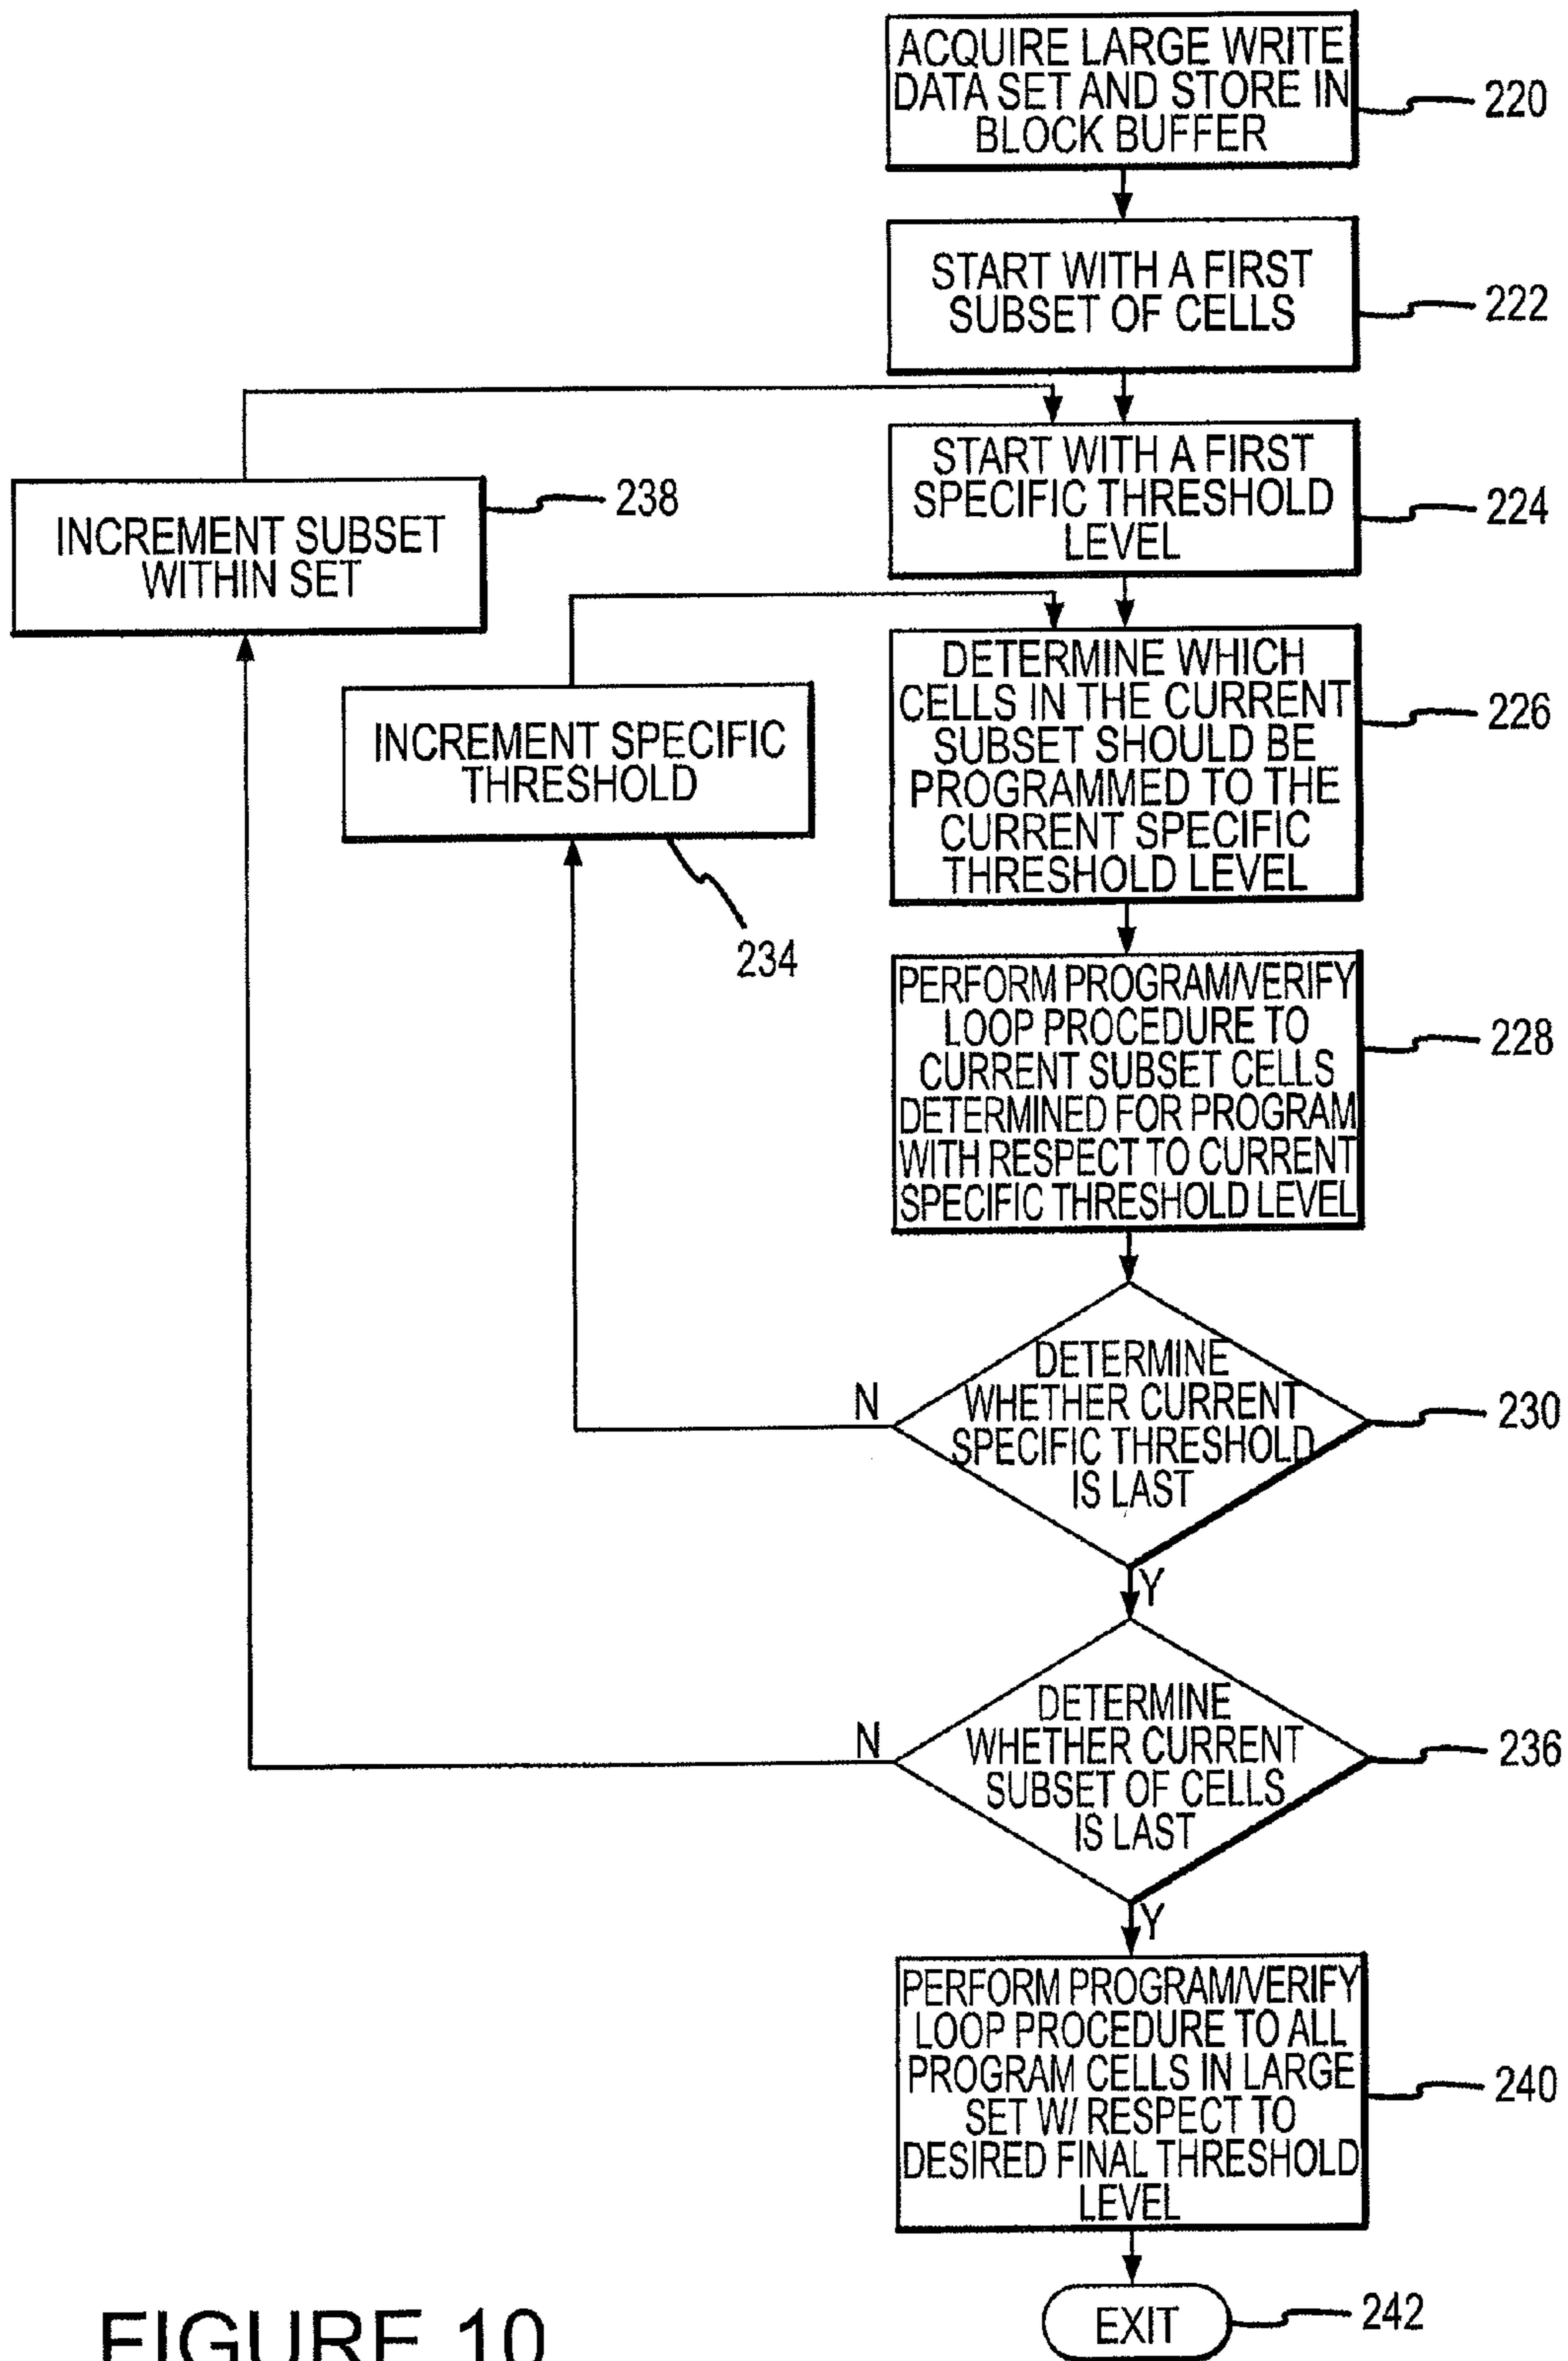 ACQUIRE LARGE WRITE
DATA SET AND STORE IN
BLOCK BUFFER
220
START WITH A FIRST
SUBSET OF CELLS
222
START WITH A FIRST
SPECIFIC THRESHOLD
LEVEL
224
INCREMENT SUBSET
WITHIN SET
238
DETERMINE WHICH
CELLS IN THE CURRENT
SUBSET SHOULD BE
PROGRAMMED TO THE
CURRENT SPECIFIC
THRESHOLD LEVEL
226
INCREMENT SPECIFIC
THRESHOLD
234
PERFORM PROGRAM/VERIFY
LOOP PROCEDURE TO
CURRENT SUBSET CELLS
DETERMINED FOR PROGRAM
WITH RESPECT TO CURRENT
SPECIFIC THRESHOLD LEVEL
228
DETERMINE
WHETHER CURRENT
SPECIFIC THRESHOLD
IS LAST
230
N
Y
DETERMINE
WHETHER CURRENT
SUBSET OF CELLS
IS LAST
236
N
Y
PERFORM PROGRAM/VERIFY
LOOP PROCEDURE TO ALL
PROGRAM CELLS IN LARGE
SET W/ RESPECT TO
DESIRED FINAL THRESHOLD
LEVEL
240
EXIT
242
FIGURE 10